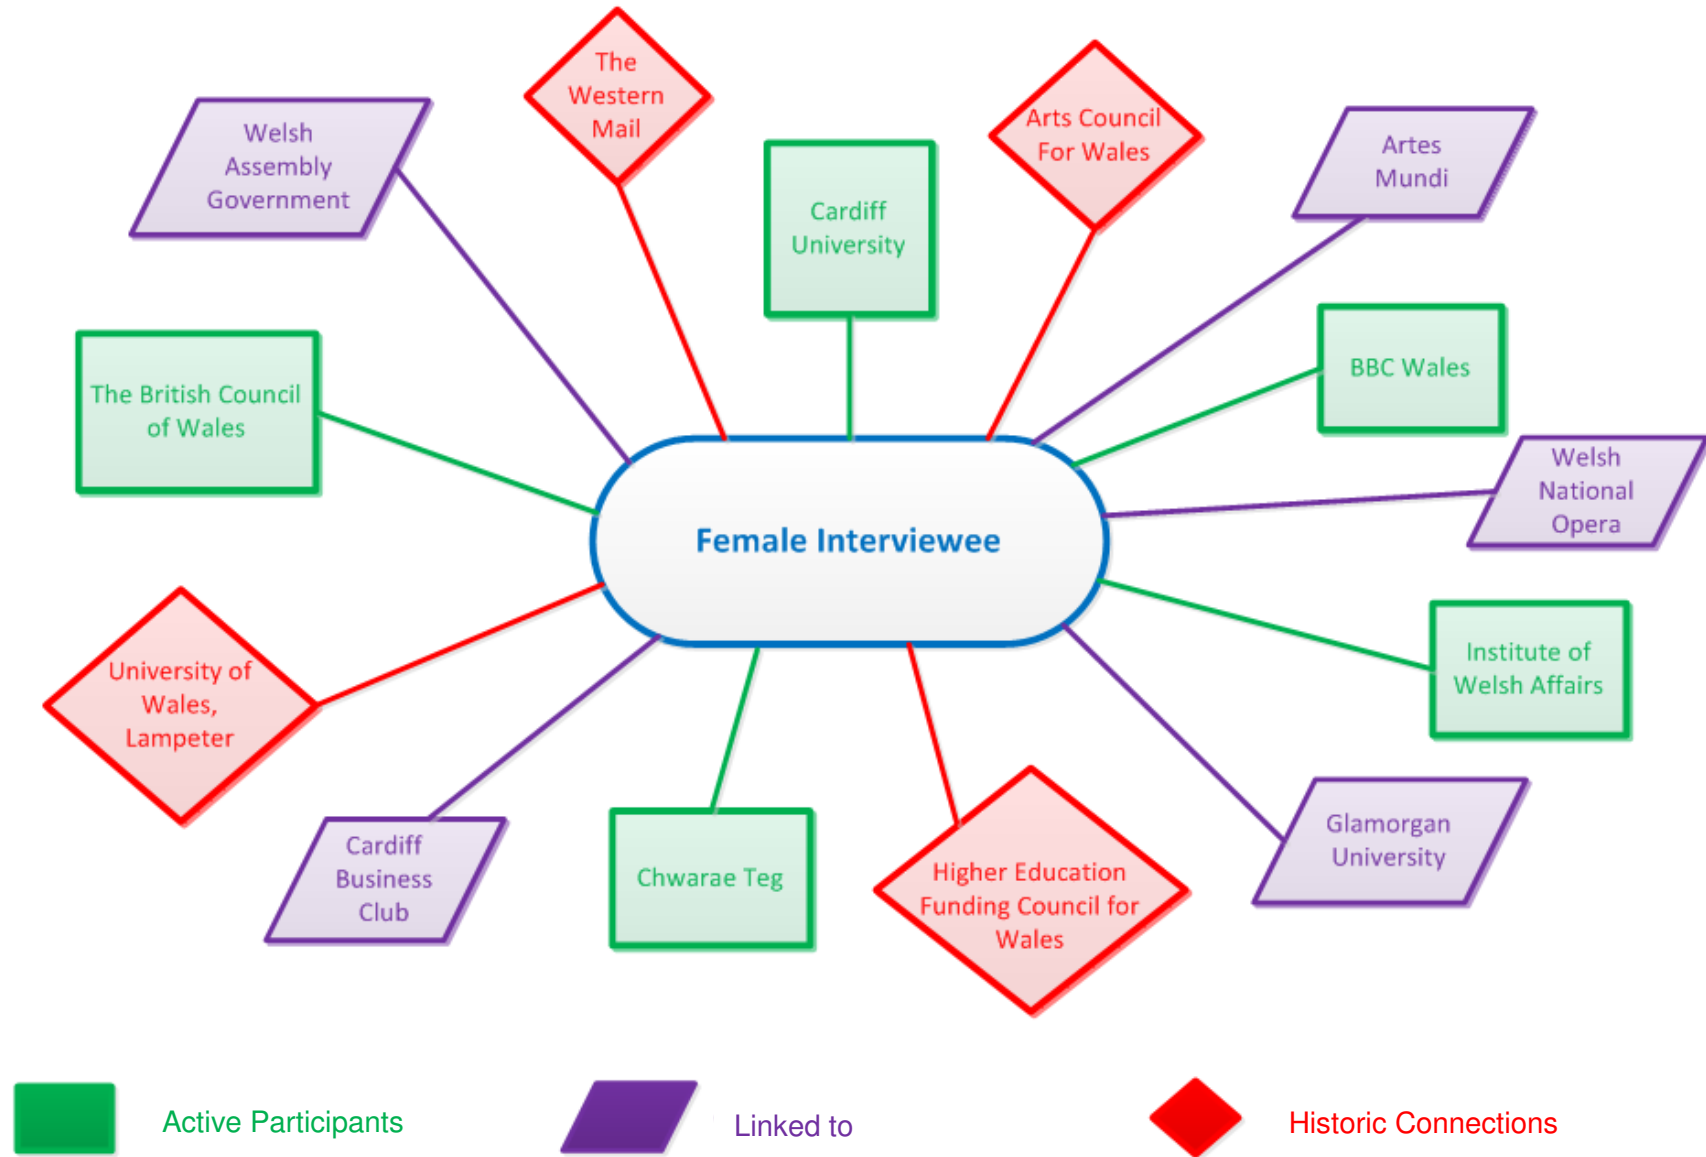 The
Western
Mail
Arts Council
For Wales
Welsh
Assembly
Government
Artes
Mundi
Cardiff
University
BBC Wales
The British Council
of Wales
Welsh
National
Opera
Female Interviewee
Institute of
Welsh Affairs
University of
Wales,
Lampeter
Glamorgan
University
Cardiff
Business
Club
Chwarae Teg
Higher Education
Funding Council for
Wales
Active Participants
Linked to
Historic Connections